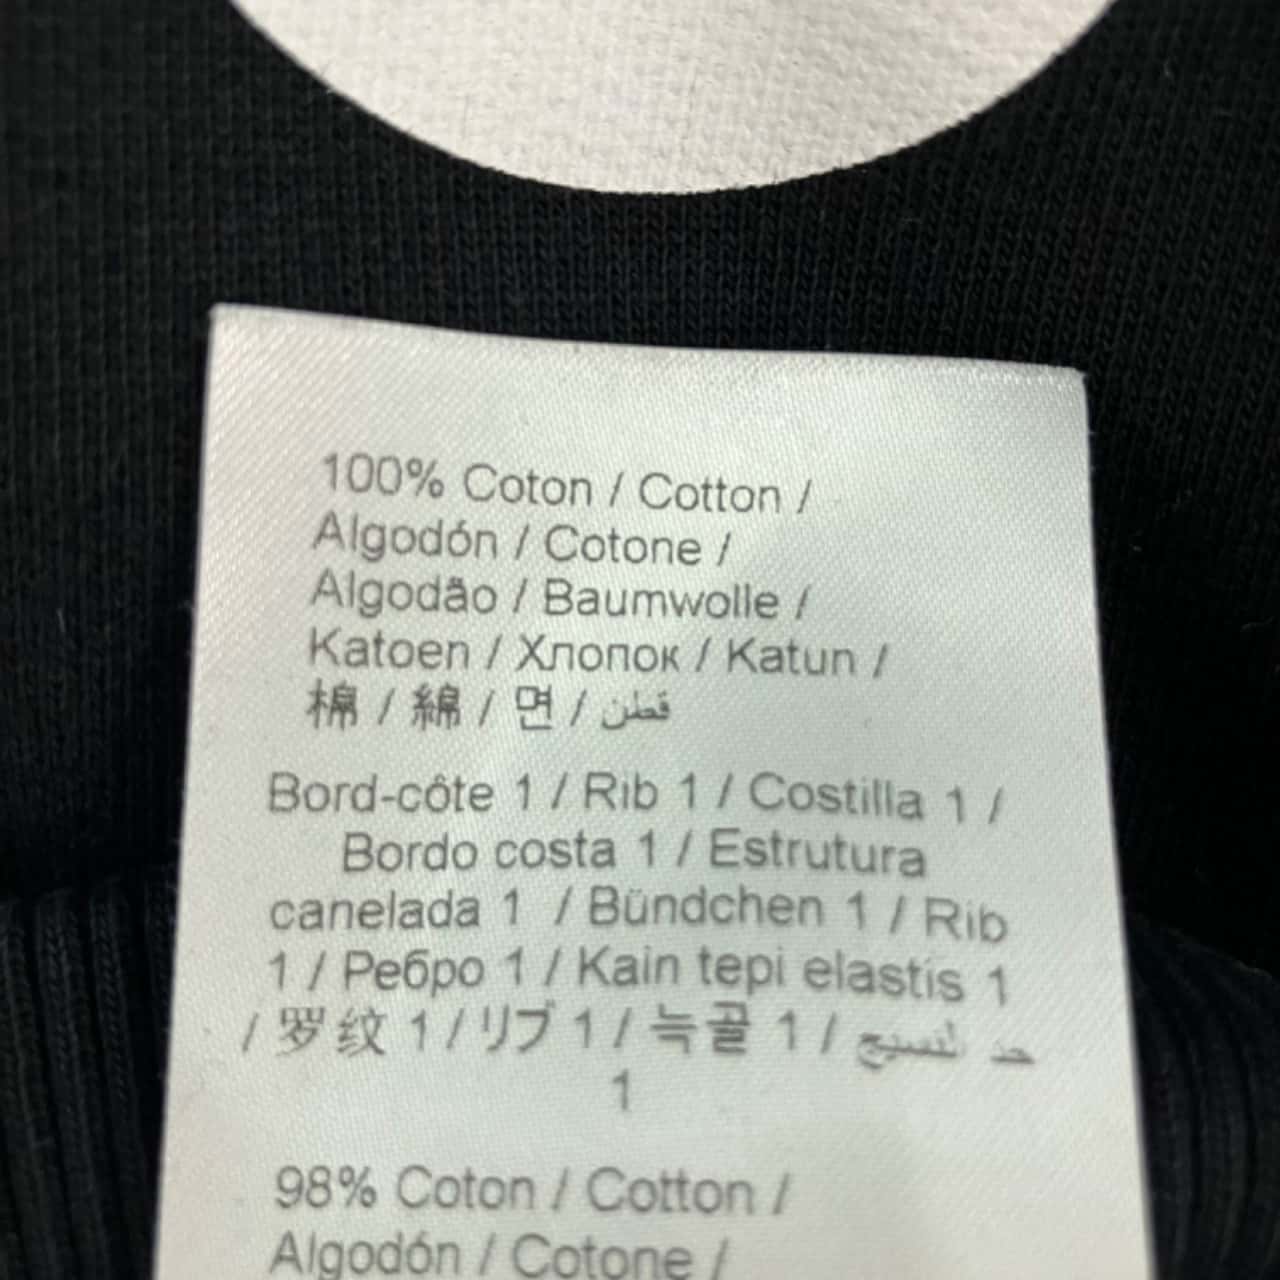 100% Coton / Cotton /
Algodón / Cotone /
Algodão / Baumwolle /
Katoen / Хлопок / Katun /
棉 / 綿 / 면 / قطن
Bord-côte 1 / Rib 1 / Costilla 1 /
Bordo costa 1 / Estrutura
canelada 1 / Bündchen 1 / Rib
1 / Ребро 1 / Kain tepi elastis 1
/ 罗纹 1 / リブ 1 / 늑골 1 /
1
98% Coton / Cotton /
Algodón / Cotone /